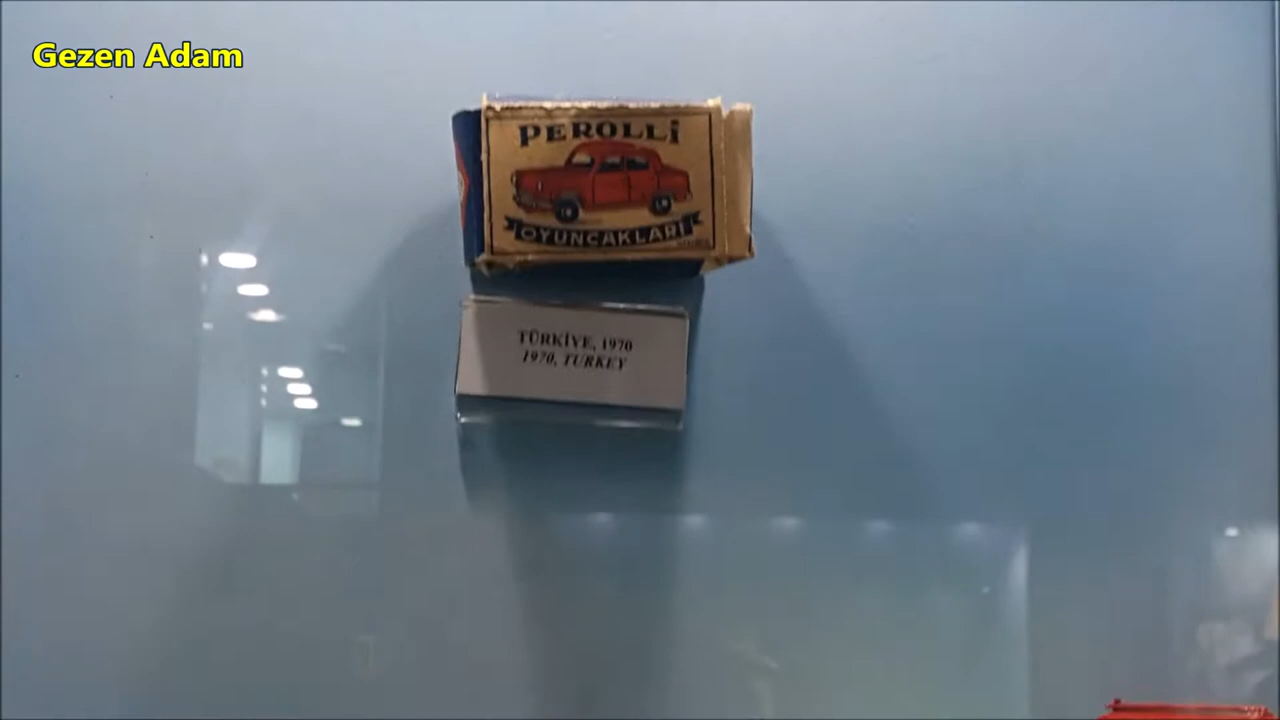 Gezen Adam
PEROLLi
OYUNCAKLARI
TÜRKİYE, 1970
1970, TURKEY